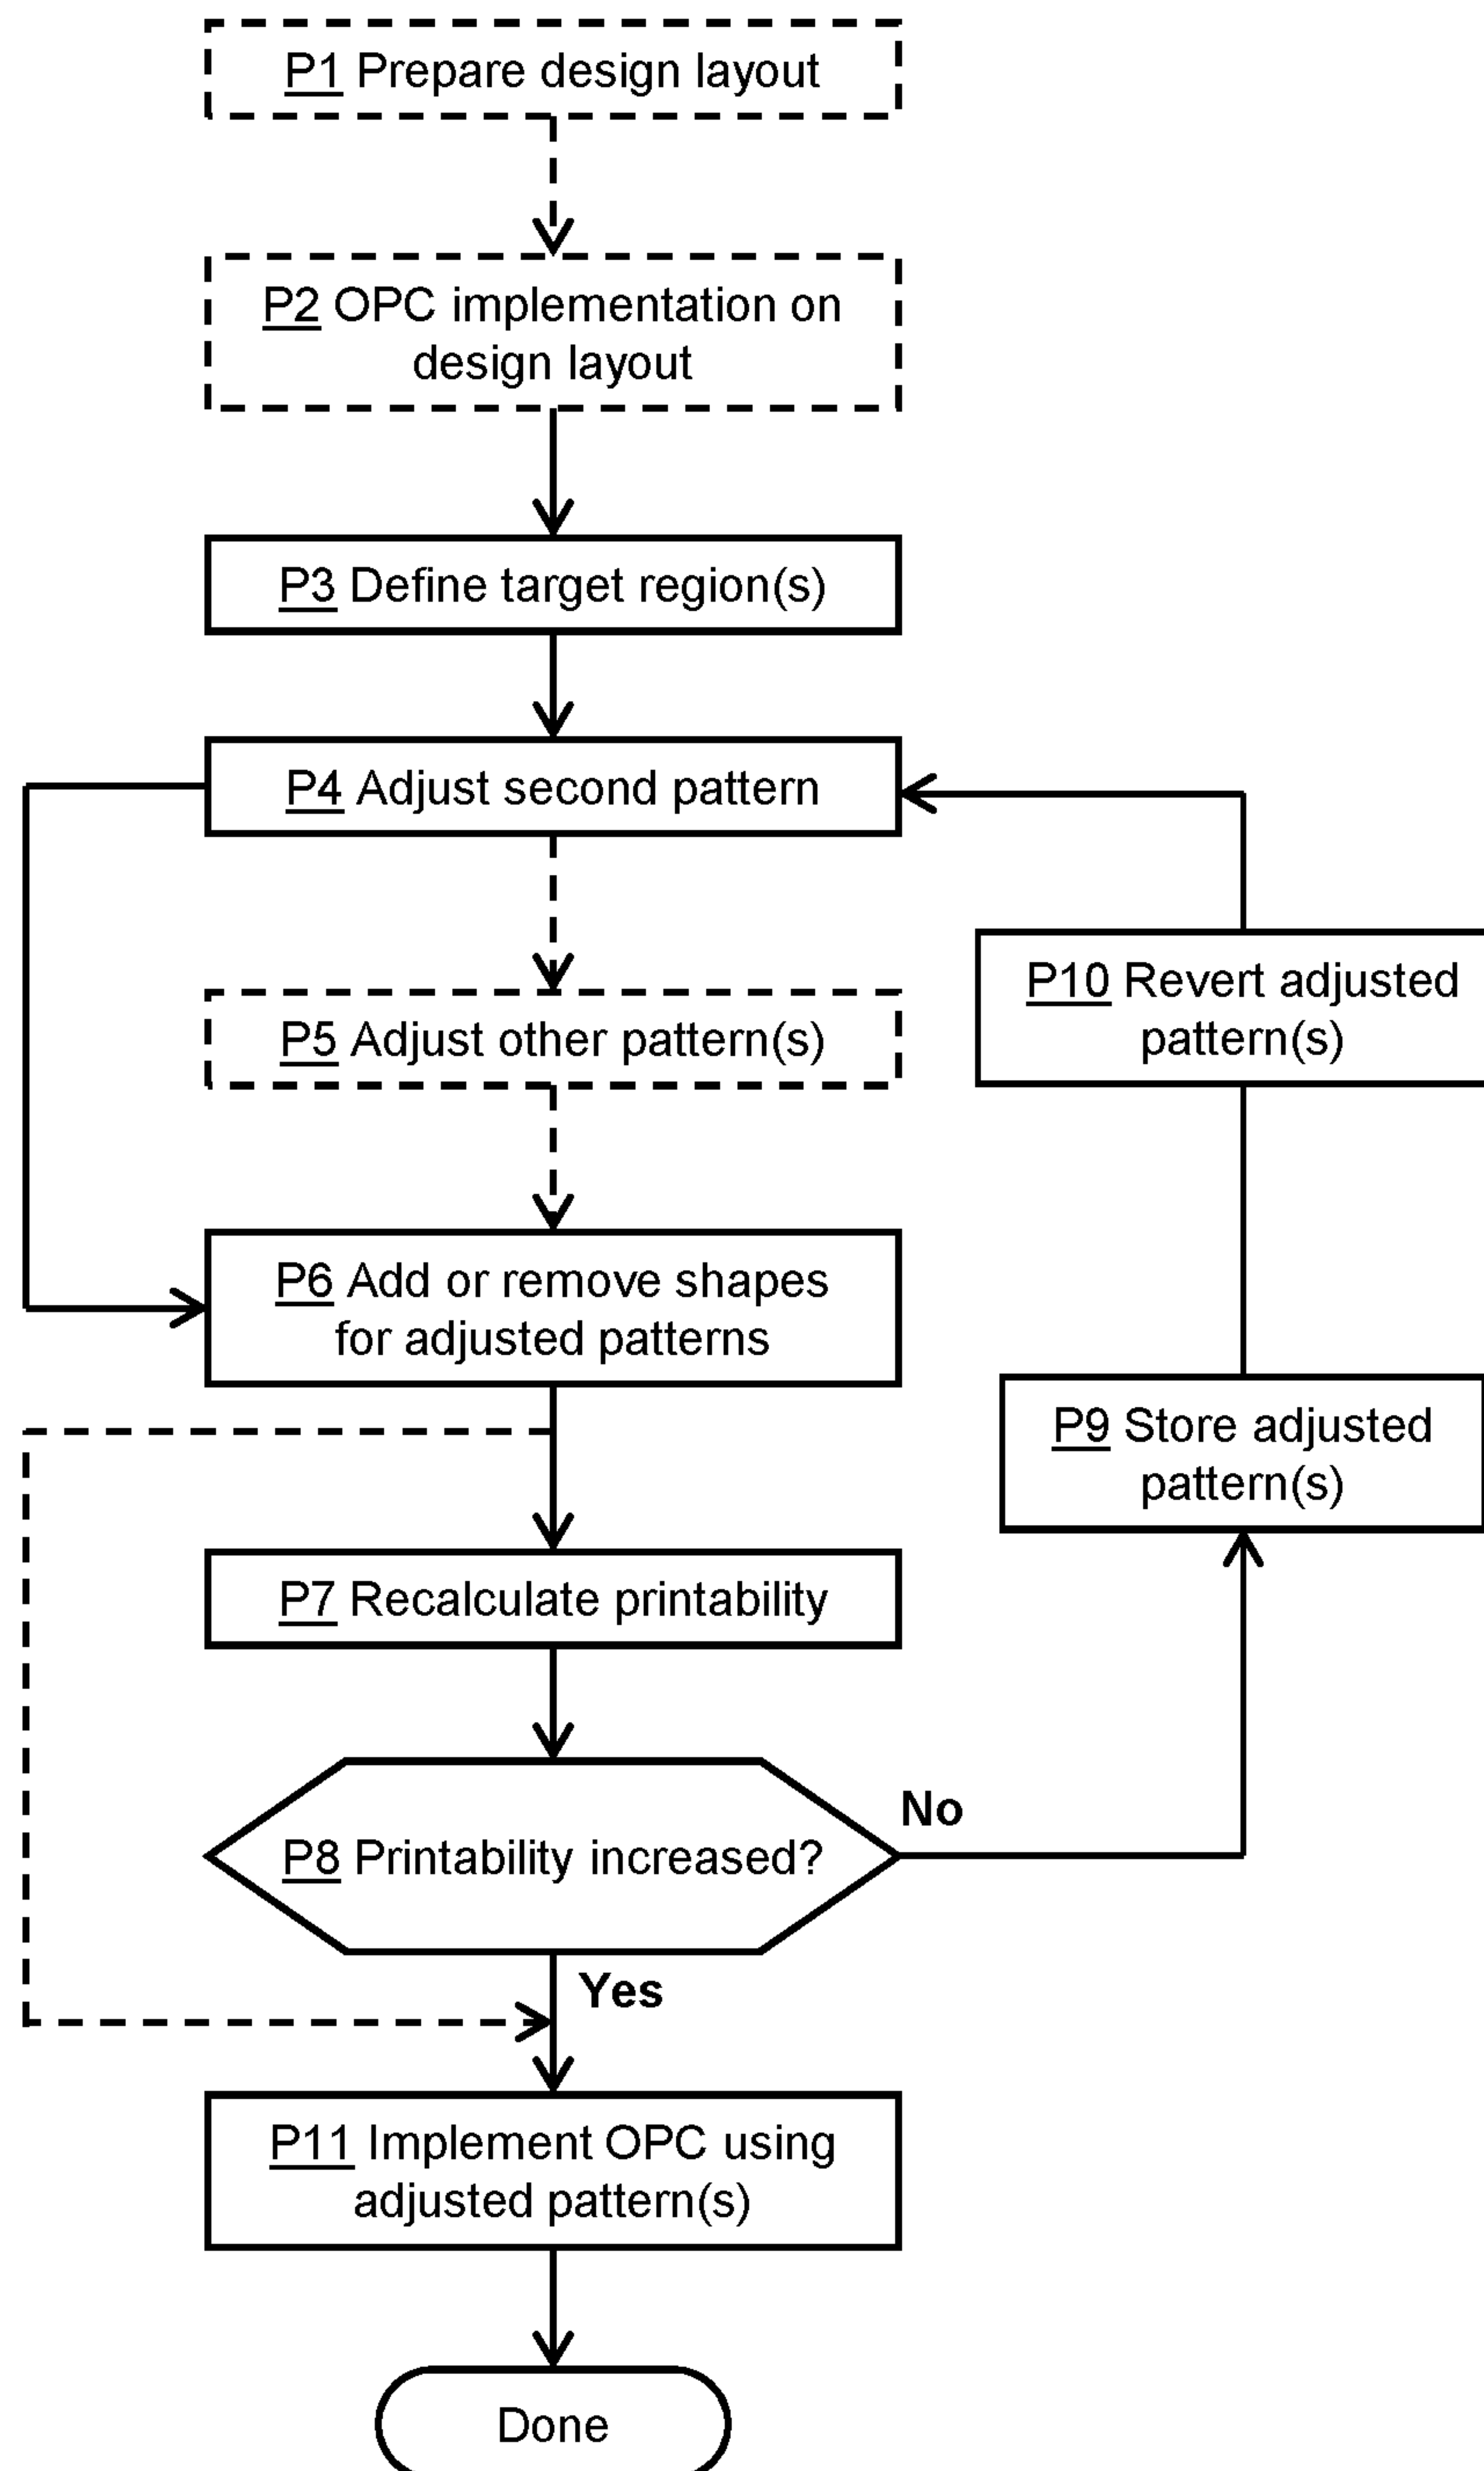 P1 Prepare design layout
P2 OPC implementation on
design layout
P3 Define target region(s)
P4 Adjust second pattern
P5 Adjust other pattern(s)
P10 Revert adjusted
pattern(s)
P6 Add or remove shapes
for adjusted patterns
P9 Store adjusted
pattern(s)
P7 Recalculate printability
No
P8 Printability increased?
Yes
P11 Implement OPC using
adjusted pattern(s)
Done